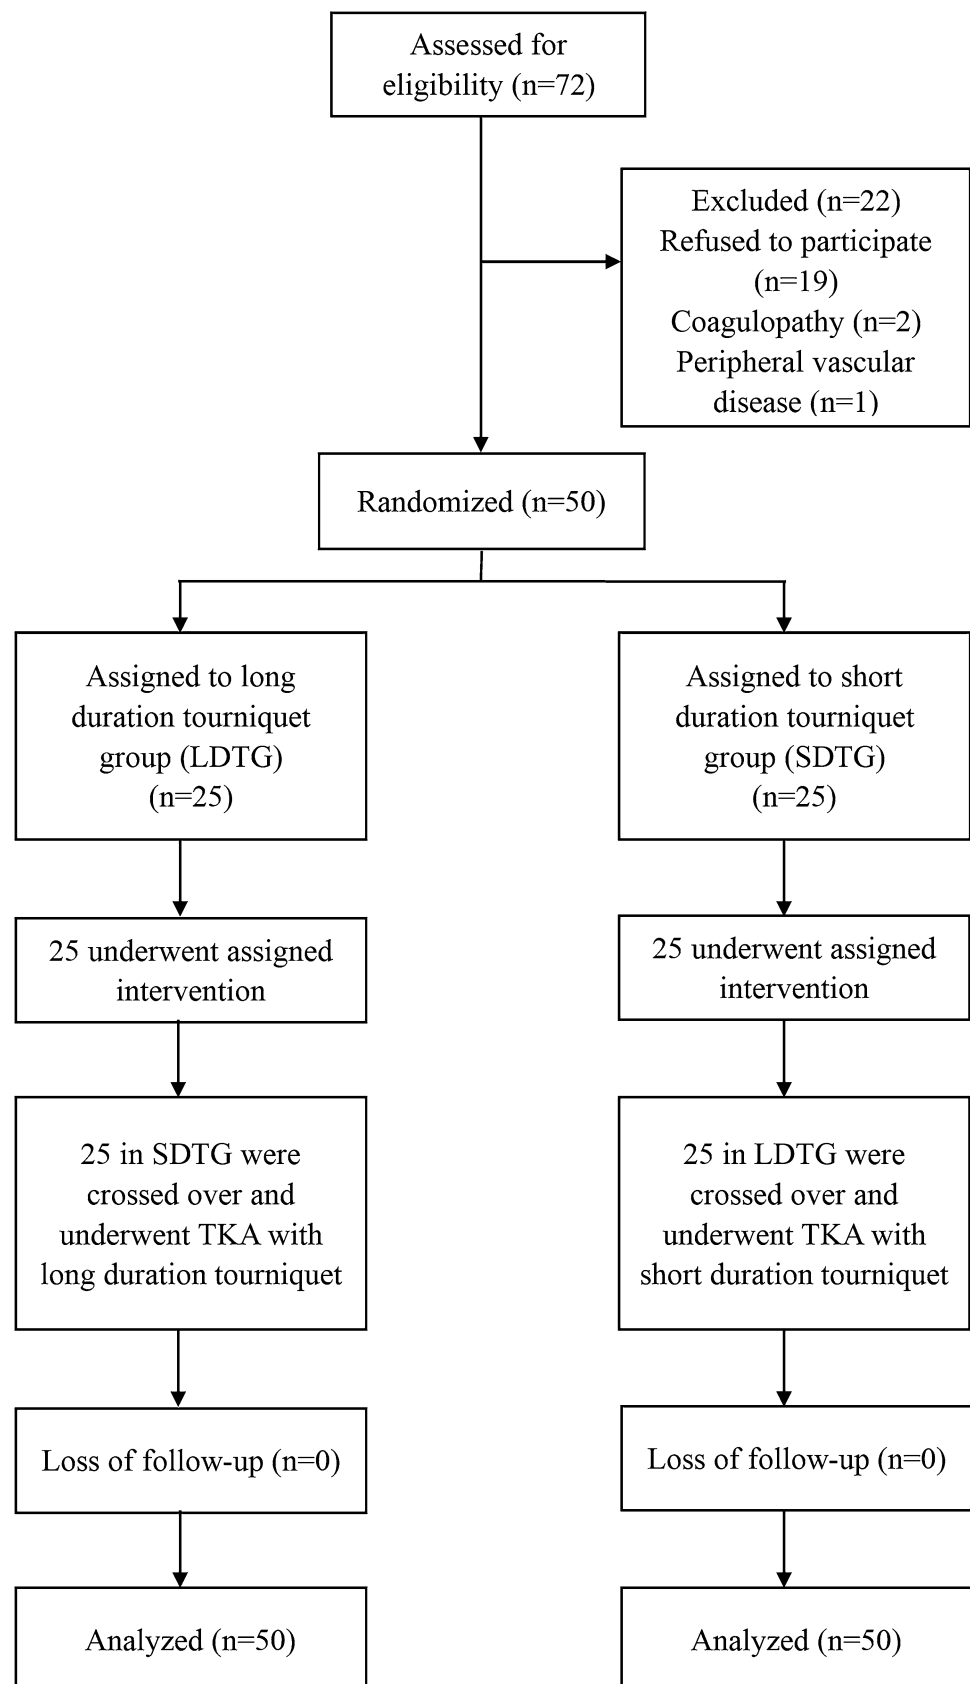 Assessed for
eligibility (n=72)
Excluded (n=22)
Refused to participate
(n=19)
Coagulopathy (n=2)
Peripheral vascular
disease (n=1)
Randomized (n=50)
Assigned to long
duration tourniquet
group (LDTG)
(n=25)
Assigned to short
duration tourniquet
group (SDTG)
(n=25)
25 underwent assigned
intervention
25 underwent assigned
intervention
25 in SDTG were
crossed over and
underwent TKA with
long duration tourniquet
25 in LDTG were
crossed over and
underwent TKA with
short duration tourniquet
Loss of follow-up (n=0)
Loss of follow-up (n=0)
Analyzed (n=50)
Analyzed (n=50)